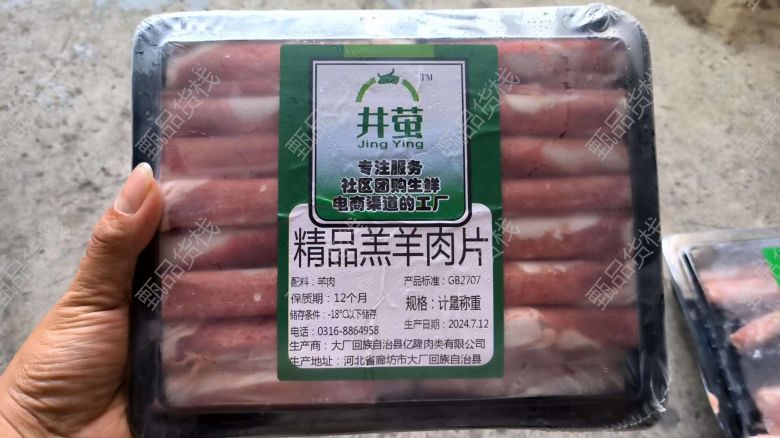 TM
井萤
Jing Ying
专注服务
社区团购生鲜
电商渠道的工厂
精品羔羊肉片
配料：羊肉
产品标准：GB2707
保质期：12个月
规格：计量称重
储存条件：-18°C以下储存
电话：0316-8864958
生产日期：2024.7.12
生产商：大厂回族自治县亿隆肉类有限公司
生产地址：河北省廊坊市大厂回族自治县
甄品货栈